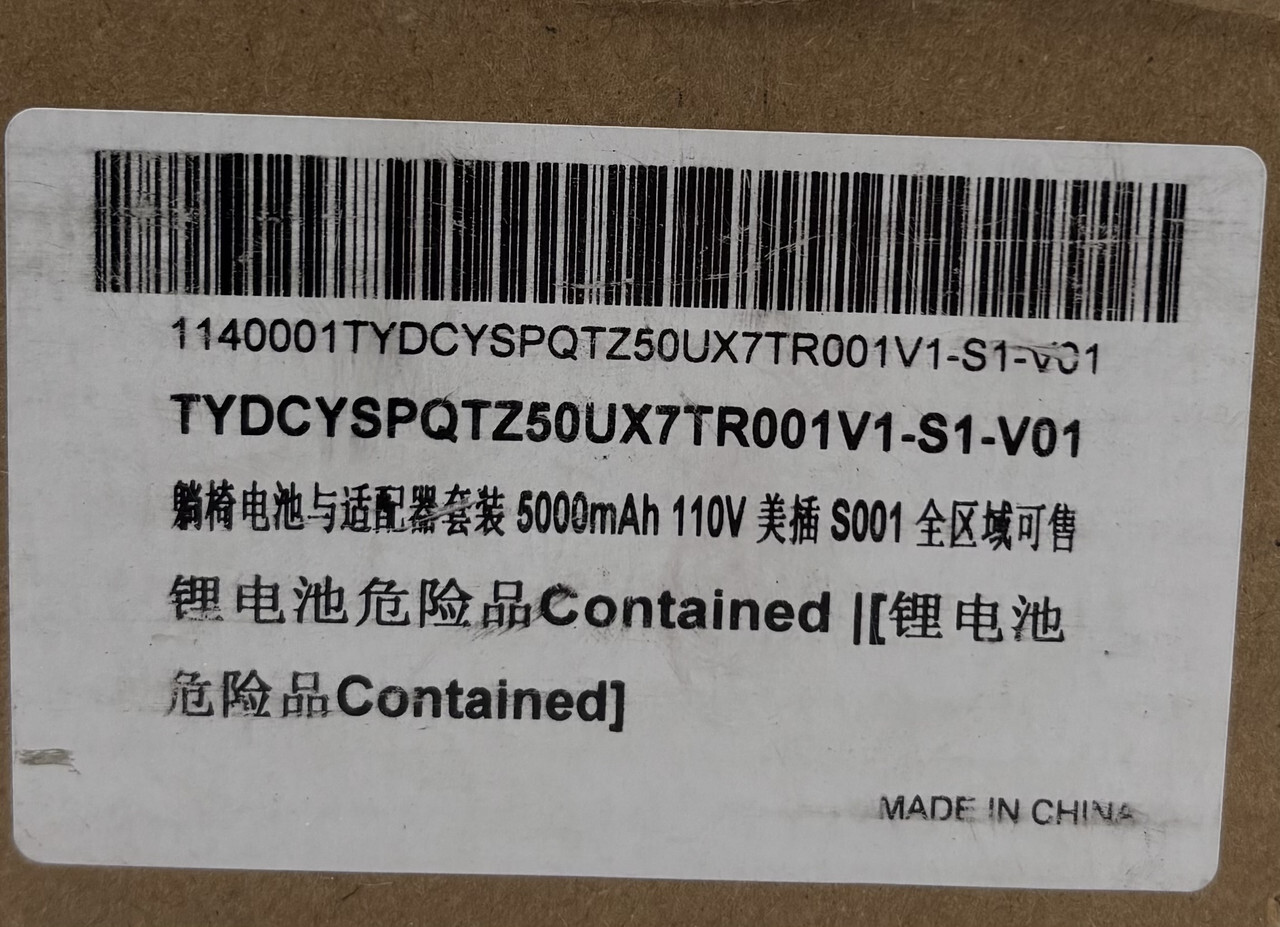 1140001TYDCYSPQTZ50UX7TR001V1-S1-V01
TYDCYSPQTZ50UX7TR001V1-S1-V01
躺椅电池与适配器套装 5000mAh 110V 美插 S001 全区域可售
锂电池危险品Contained |[锂电池
危险品Contained]
MADE IN CHINA